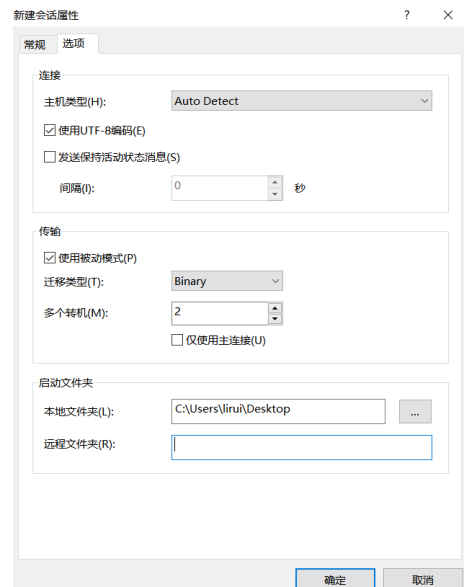 新建会话属性 ? ×
常规 选项
连接
主机类型(H): Auto Detect
使用UTF-8编码(E)
发送保持活动状态消息(S)
间隔(I): 0 秒
传输
使用被动模式(P)
迁移类型(T): Binary
多个转机(M): 2
仅使用主连接(U)
启动文件夹
本地文件夹(L): C:\Users\lirui\Desktop ...
远程文件夹(R):
确定 取消